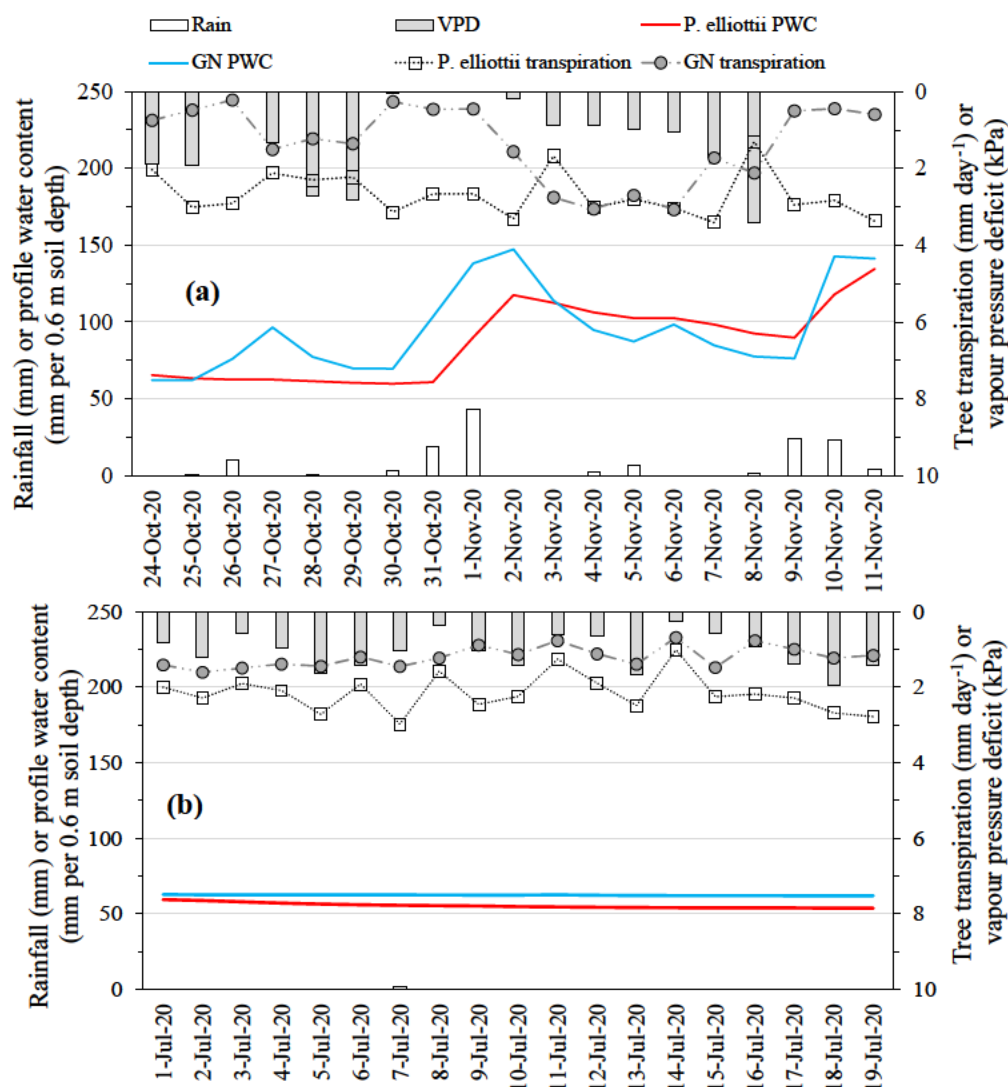 Rain VPD P. elliottii PWC
GN PWC P. elliottii transpiration GN transpiration
Rainfall (mm) or profile water content
(mm per 0.6 m soil depth)
250
200
150
100
50
0
(a)
0
2
4
6
8
10
Tree transpiration (mm day-1) or
vapour pressure deficit (kPa)
24-Oct-20
25-Oct-20
26-Oct-20
27-Oct-20
28-Oct-20
29-Oct-20
30-Oct-20
31-Oct-20
1-Nov-20
2-Nov-20
3-Nov-20
4-Nov-20
5-Nov-20
6-Nov-20
7-Nov-20
8-Nov-20
9-Nov-20
10-Nov-20
11-Nov-20
Rainfall (mm) or profile water content
(mm per 0.6 m soil depth)
250
200
150
100
50
0
(b)
0
2
4
6
8
10
Tree transpiration (mm day-1) or
vapour pressure deficit (kPa)
1-Jul-20
2-Jul-20
3-Jul-20
4-Jul-20
5-Jul-20
6-Jul-20
7-Jul-20
8-Jul-20
9-Jul-20
10-Jul-20
11-Jul-20
12-Jul-20
13-Jul-20
14-Jul-20
15-Jul-20
16-Jul-20
17-Jul-20
18-Jul-20
19-Jul-20